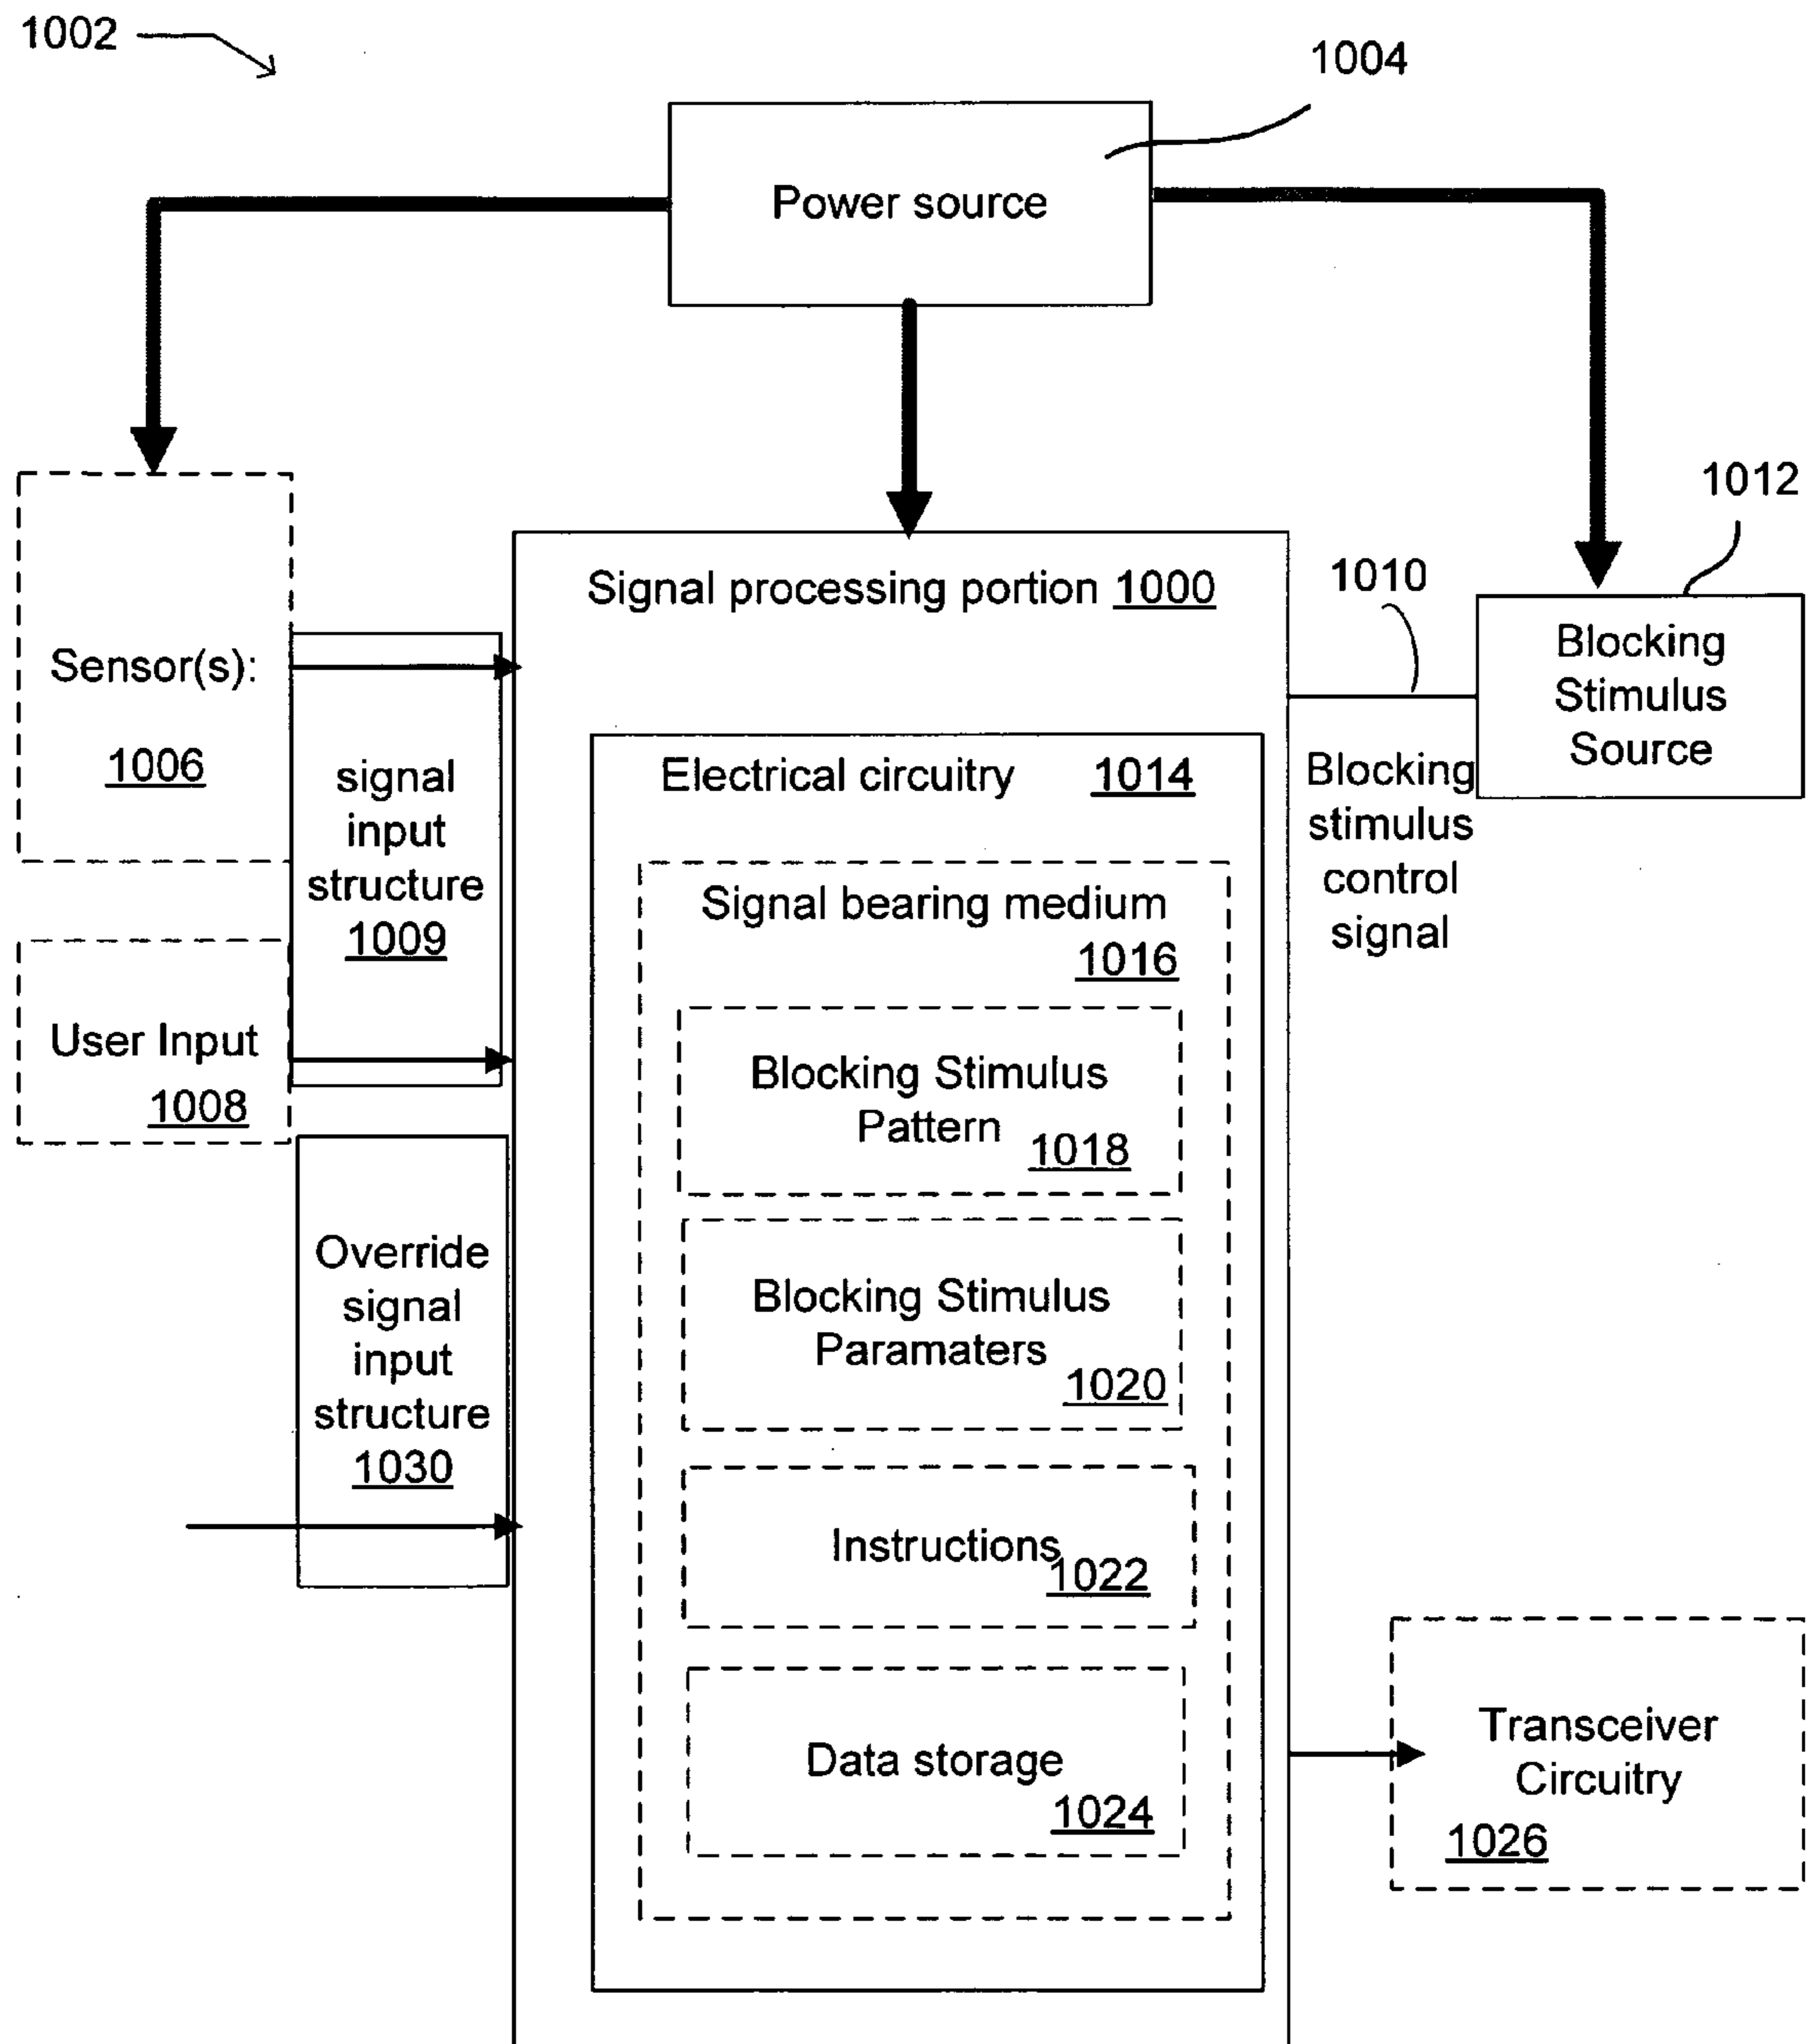 1002
1004
Power source
1012
Sensor(s):
1006
signal
input
structure
1009
User Input
1008
Override
signal
input
structure
1030
Signal processing portion 1000
Electrical circuitry 1014
Signal bearing medium
1016
Blocking Stimulus
Pattern
1018
Blocking Stimulus
Paramaters
1020
Instructions
1022
Data storage
1024
1010
Blocking
stimulus
control
signal
Blocking
Stimulus
Source
Transceiver
Circuitry
1026